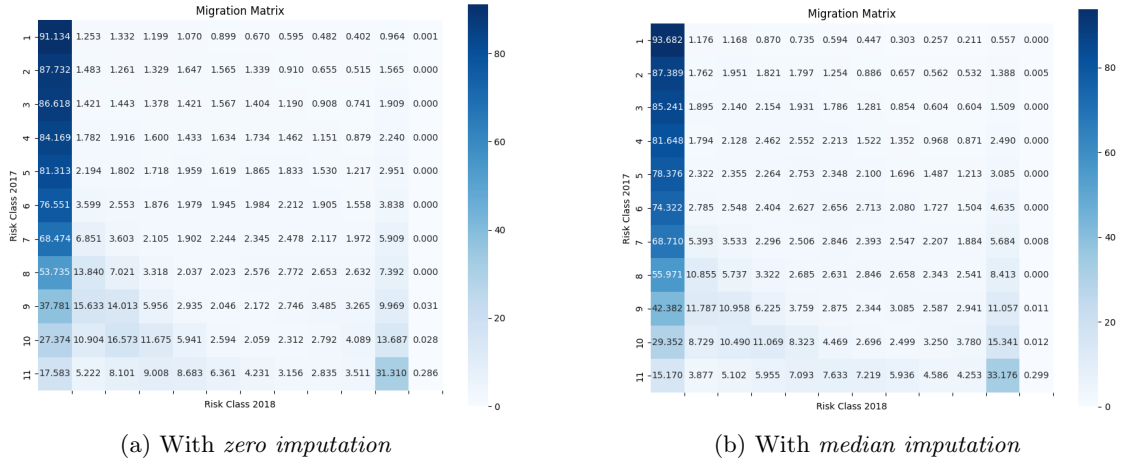 Migration Matrix
1 91.134 1.253 1.332 1.199 1.070 0.899 0.670 0.595 0.482 0.402 0.964 0.001
2 87.732 1.483 1.261 1.329 1.647 1.565 1.339 0.910 0.655 0.515 1.565 0.000
3 86.618 1.421 1.443 1.378 1.421 1.567 1.404 1.190 0.908 0.741 1.909 0.000
4 84.169 1.782 1.916 1.600 1.433 1.634 1.734 1.462 1.151 0.879 2.240 0.000
5 81.313 2.194 1.802 1.718 1.959 1.619 1.865 1.833 1.530 1.217 2.951 0.000
6 76.551 3.599 2.553 1.876 1.979 1.945 1.984 2.212 1.905 1.558 3.838 0.000
7 68.474 6.851 3.603 2.105 1.902 2.244 2.345 2.478 2.117 1.972 5.909 0.000
8 53.735 13.840 7.021 3.318 2.037 2.023 2.576 2.772 2.653 2.632 7.392 0.000
9 37.781 15.633 14.013 5.956 2.935 2.046 2.172 2.746 3.485 3.265 9.969 0.031
10 27.374 10.904 16.573 11.675 5.941 2.594 2.059 2.312 2.792 4.089 13.687 0.028
11 17.583 5.222 8.101 9.008 8.683 6.361 4.231 3.156 2.835 3.511 31.310 0.286
Risk Class 2017
Risk Class 2018
80
60
40
20
0
(a) With zero imputation
Migration Matrix
1 93.682 1.176 1.168 0.870 0.735 0.594 0.447 0.303 0.257 0.211 0.557 0.000
2 87.389 1.762 1.951 1.821 1.797 1.254 0.886 0.657 0.562 0.532 1.388 0.005
3 85.241 1.895 2.140 2.154 1.931 1.786 1.281 0.854 0.604 0.604 1.509 0.000
4 81.648 1.794 2.128 2.462 2.552 2.213 1.522 1.352 0.968 0.871 2.490 0.000
5 78.376 2.322 2.355 2.264 2.753 2.348 2.100 1.696 1.487 1.213 3.085 0.000
6 74.322 2.785 2.548 2.404 2.627 2.656 2.713 2.080 1.727 1.504 4.635 0.000
7 68.710 5.393 3.533 2.296 2.506 2.846 2.393 2.547 2.207 1.884 5.684 0.008
8 55.971 10.855 5.737 3.322 2.685 2.631 2.846 2.658 2.343 2.541 8.413 0.000
9 42.382 11.787 10.958 6.225 3.759 2.875 2.344 3.085 2.587 2.941 11.057 0.011
10 29.352 8.729 10.490 11.069 8.323 4.469 2.696 2.499 3.250 3.780 15.341 0.012
11 15.170 3.877 5.102 5.955 7.093 7.633 7.219 5.936 4.586 4.253 33.176 0.299
Risk Class 2017
Risk Class 2018
80
60
40
20
0
(b) With median imputation